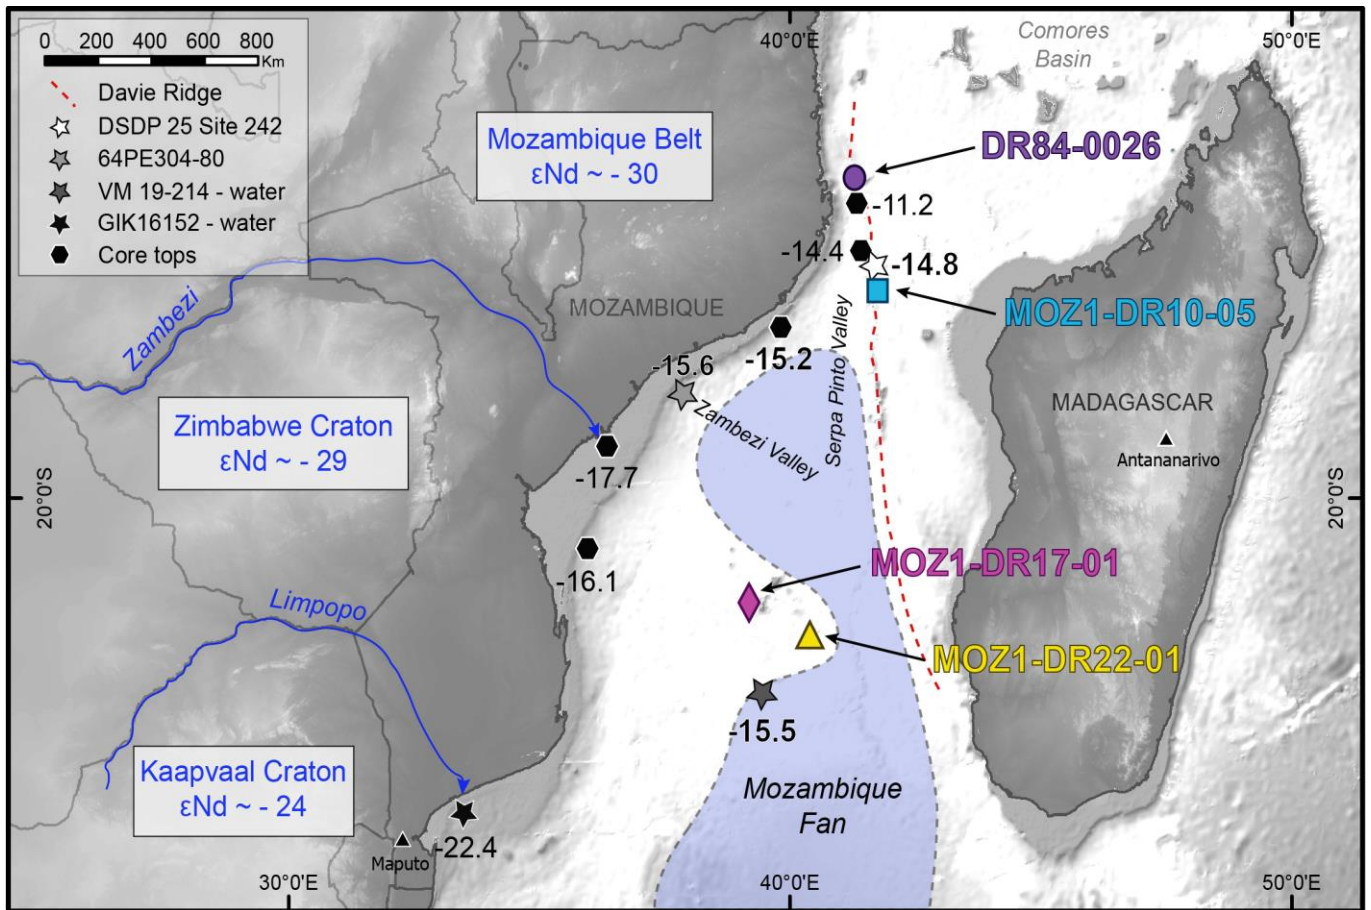 0 200 400 600 800
Km
Davie Ridge
DSDP 25 Site 242
64PE304-80
VM 19-214 - water
GIK16152 - water
Core tops
40°0'E
50°0'E
Comores
Basin
Mozambique Belt
εNd ~ - 30
DR84-0026
-11.2
-14.4
-14.8
MOZ1-DR10-05
Zambezi
MOZAMBIQUE
-15.2
Serpa Pinto Valley
-15.6
Zambezi Valley
MADAGASCAR
Antananarivo
Zimbabwe Craton
εNd ~ - 29
-17.7
20°0'S
20°0'S
-16.1
MOZ1-DR17-01
Limpopo
MOZ1-DR22-01
-15.5
Kaapvaal Craton
εNd ~ - 24
Mozambique
Fan
-22.4
Maputo
30°0'E
40°0'E
50°0'E